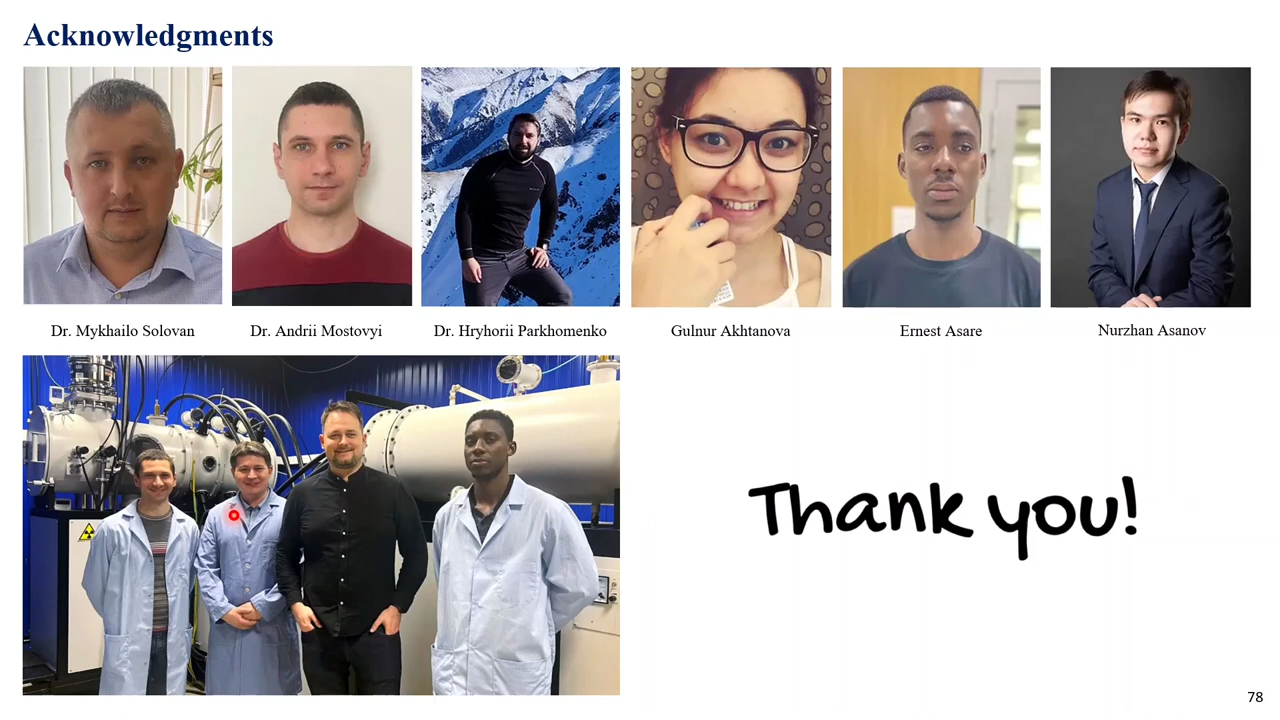 Acknowledgments
Dr. Mykhailo Solovan
Dr. Andrii Mostovyi
Dr. Hryhorii Parkhomenko
Gulnur Akhtanova
Ernest Asare
Nurzhan Asanov
Thank you!
78